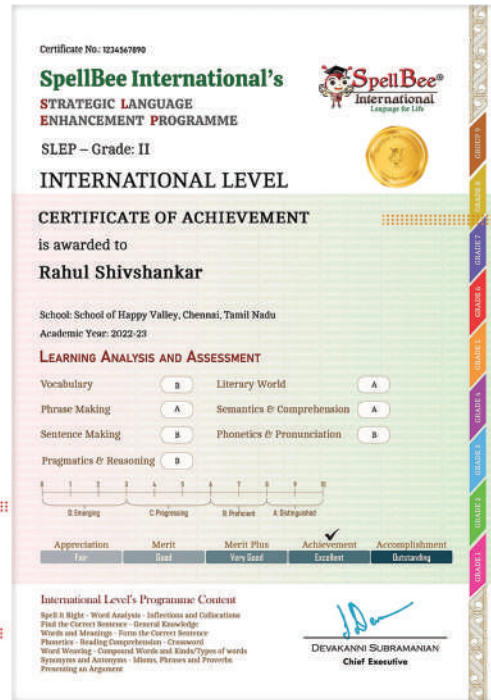 Certificate No.: 1234567890
SpellBee International's
STRATEGIC LANGUAGE
ENHANCEMENT PROGRAMME
SpellBee®
International
Language for Life
SLEP – Grade: II
INTERNATIONAL LEVEL
CERTIFICATE OF ACHIEVEMENT
is awarded to
Rahul Shivshankar
School: School of Happy Valley, Chennai, Tamil Nadu
Academic Year: 2022-23
LEARNING ANALYSIS AND ASSESSMENT
Vocabulary B Literary World A
Phrase Making A Semantics & Comprehension A
Sentence Making B Phonetics & Pronunciation B
Pragmatics & Reasoning B
0 1 2 3 4 5 6 7 8 9 10
D: Emerging C: Progressing B: Proficient A: Distinguished
Appreciation Merit Merit Plus Achievement Accomplishment
Fair Good Very Good Excellent Outstanding
International Level's Programme Content
Spell it Right - Word Analysis - Inflections and Collocations
Find the Correct Sentence - General Knowledge
Words and Meanings - Form the Correct Sentence
Phonetics - Reading Comprehension - Crossword
Word Weaving - Compound Words and Kinds/Types of words
Synonyms and Antonyms - Idioms, Phrases and Proverbs
Presenting an Argument
DEVAKANNI SUBRAMANIAN
Chief Executive
GROUP 9
GRADE 8
GRADE 7
GRADE 6
GRADE 5
GRADE 4
GRADE 3
GRADE 2
GRADE 1